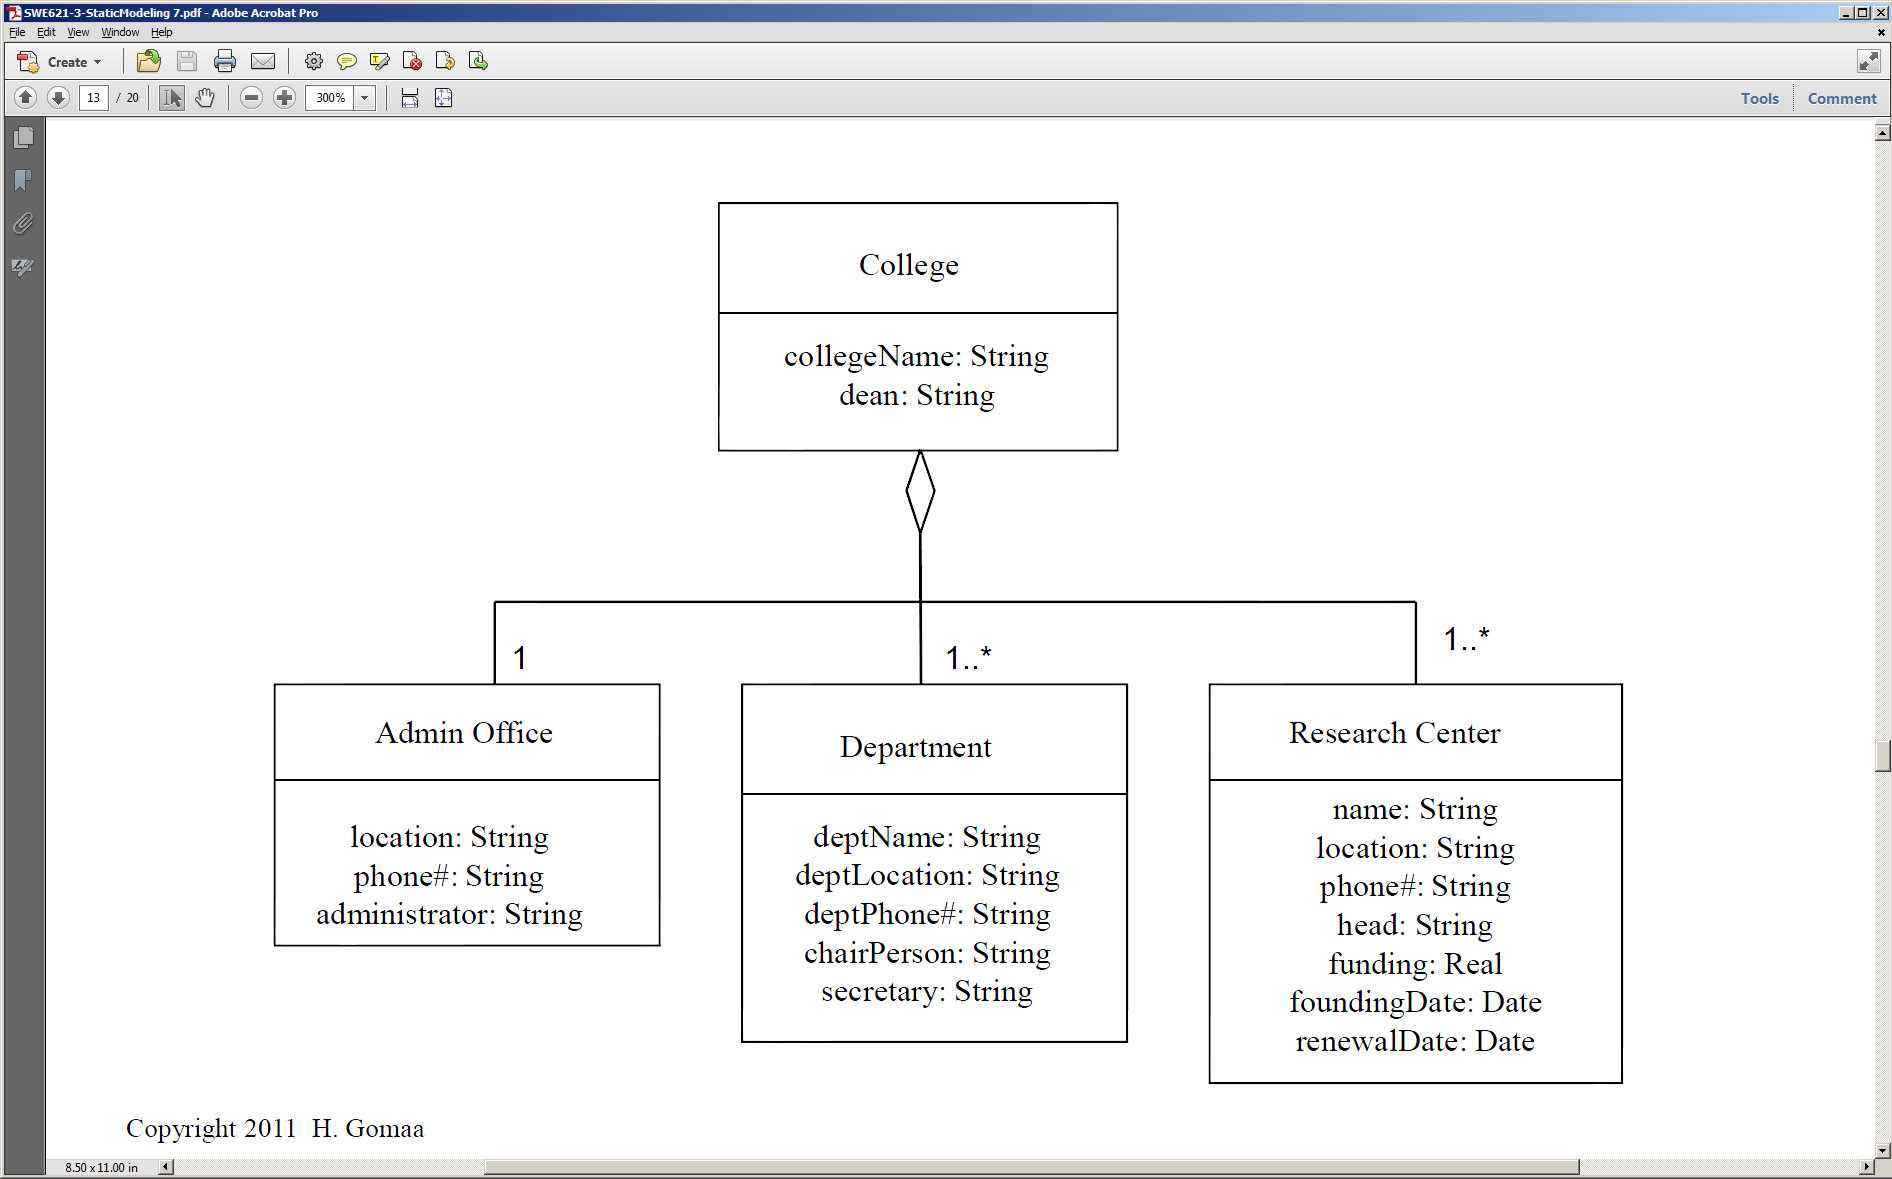 SWE621-3-StaticModeling 7.pdf - Adobe Acrobat Pro
File Edit View Window Help
Create
13 / 20 300% Tools Comment
College
collegeName: String
dean: String
1 1..* 1..*
Admin Office
location: String
phone#: String
administrator: String
Department
deptName: String
deptLocation: String
deptPhone#: String
chairPerson: String
secretary: String
Research Center
name: String
location: String
phone#: String
head: String
funding: Real
foundingDate: Date
renewalDate: Date
Copyright 2011 H. Gomaa
8.50 x 11.00 in